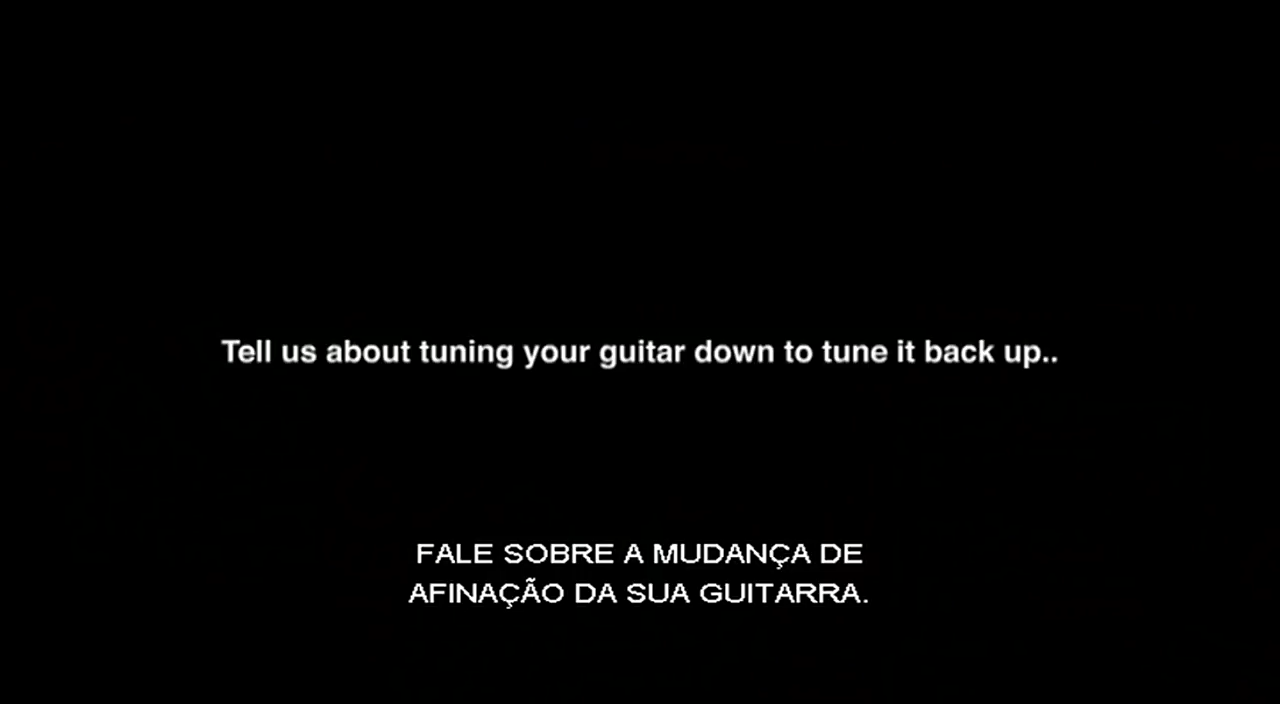 Tell us about tuning your guitar down to tune it back up..
FALE SOBRE A MUDANÇA DE
AFINAÇÃO DA SUA GUITARRA.